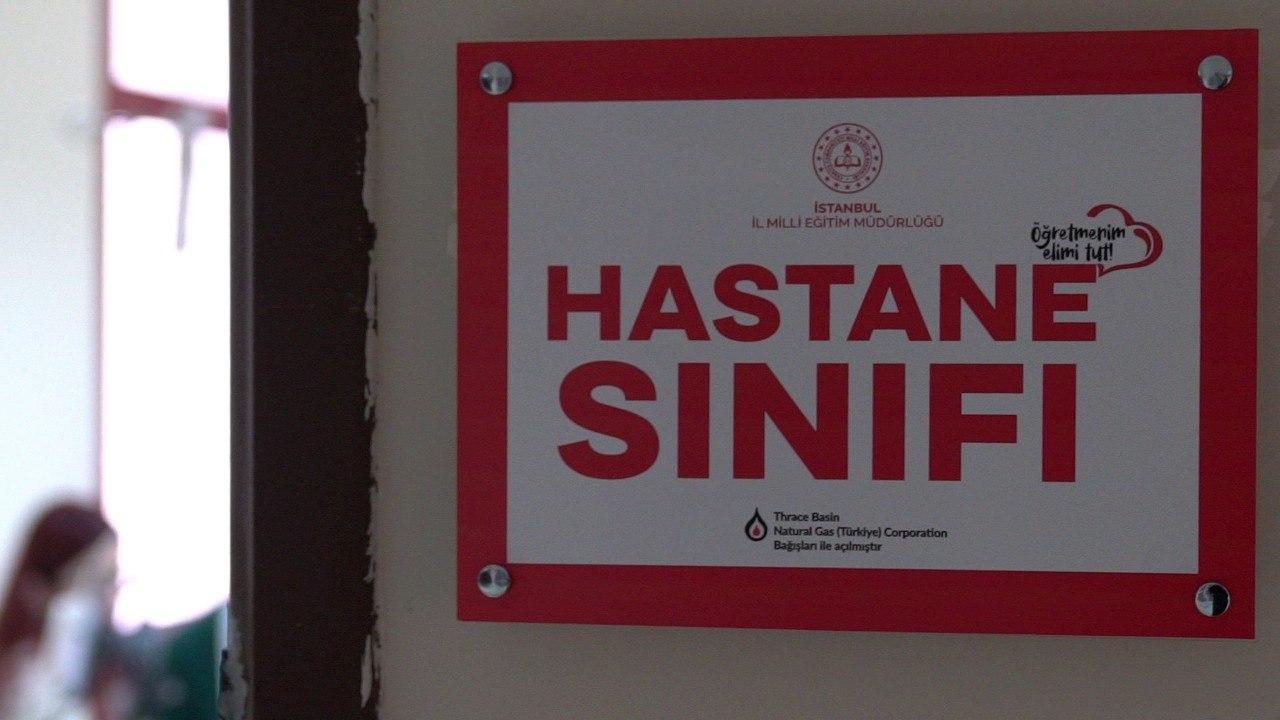 İSTANBUL
İL MİLLİ EĞİTİM MÜDÜRLÜĞÜ
Öğretmenim
elimi tut!
HASTANE
SINIFI
Thrace Basin
Natural Gas (Türkiye) Corporation
Bağışları ile açılmıştır